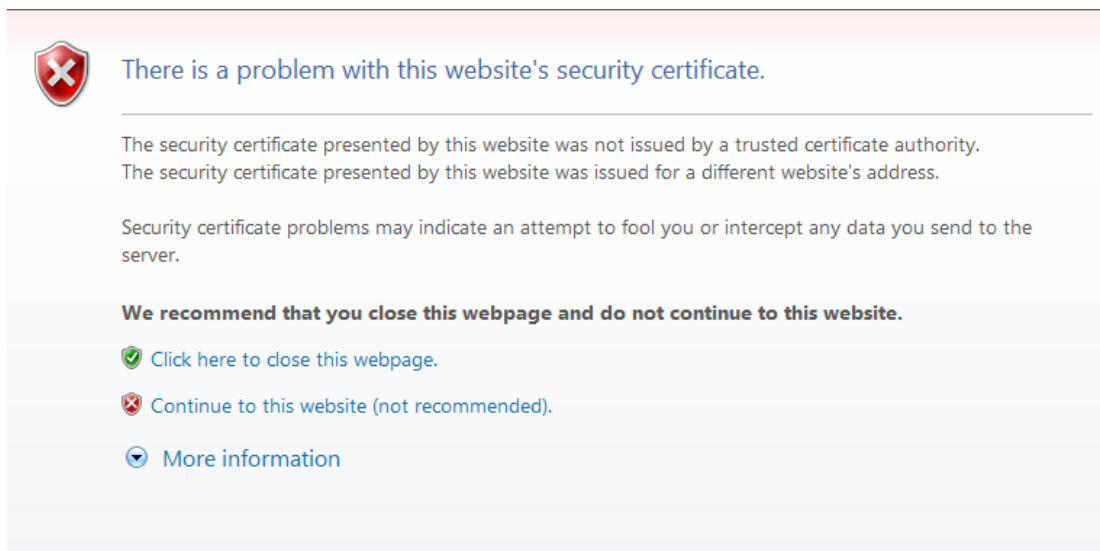 There is a problem with this website's security certificate.
The security certificate presented by this website was not issued by a trusted certificate authority.
The security certificate presented by this website was issued for a different website's address.
Security certificate problems may indicate an attempt to fool you or intercept any data you send to the
server.
We recommend that you close this webpage and do not continue to this website.
Click here to close this webpage.
Continue to this website (not recommended).
More information